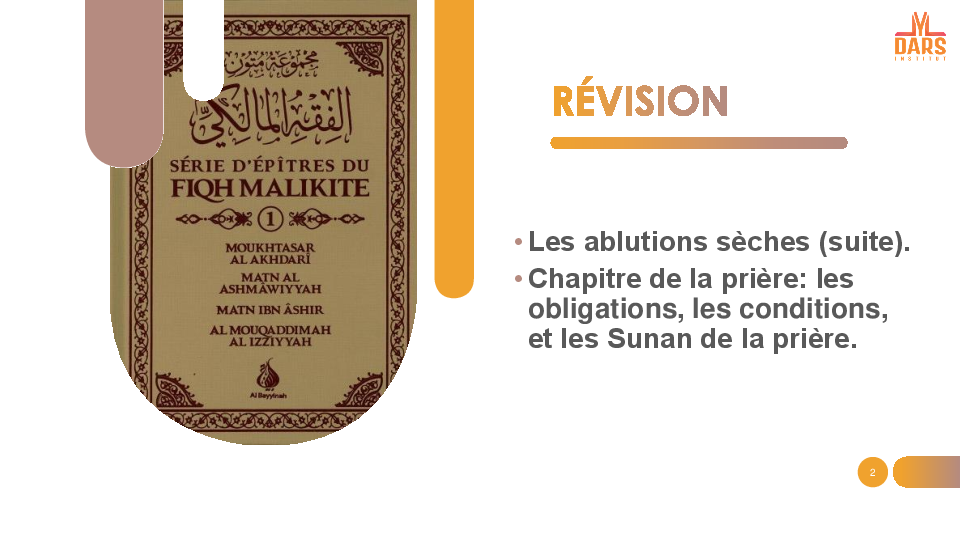 مجموعة متون
الفقه المالكي
SÉRIE D'ÉPÎTRES DU
FIQH MALIKITE
1
MOUKHTASAR
AL AKHDARÎ
MATN AL
ASHMÂWIYYAH
MATN IBN ÂSHIR
AL MOUQADDIMAH
AL IZZIYYAH
Al Bayyinah
DARS
INSTITUT
RÉVISION
• Les ablutions sèches (suite).
• Chapitre de la prière: les
obligations, les conditions,
et les Sunan de la prière.
2